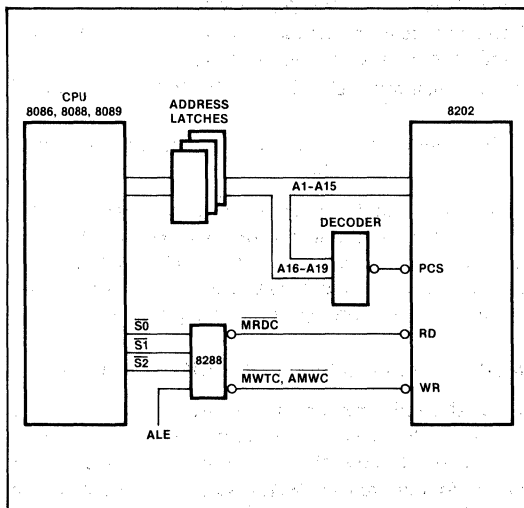 CPU
8086, 8088, 8089
ADDRESS
LATCHES
8202
A1-A15
DECODER
A16-A19
PCS
S0
MRDC
RD
S1
S2
8288
MWTC, AMWC
WR
ALE